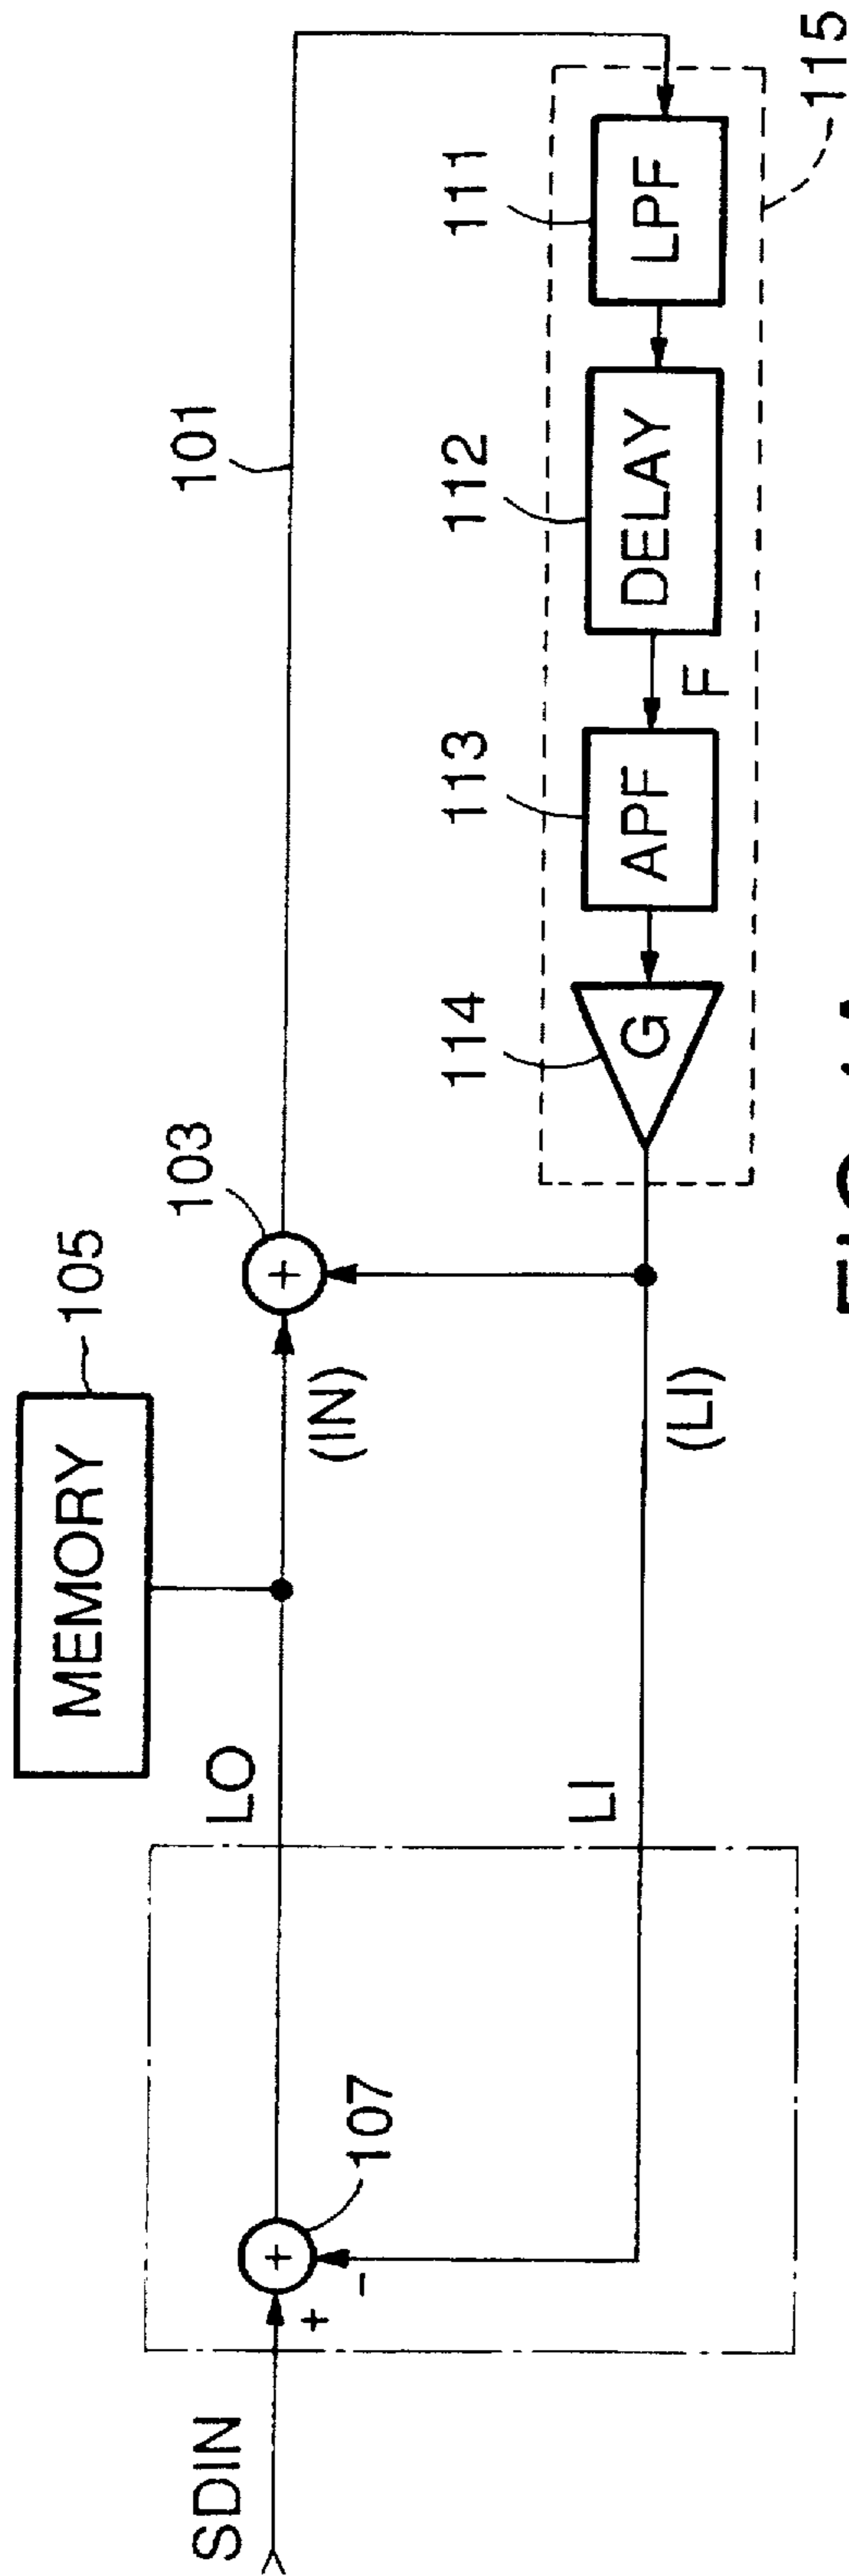 MEMORY
105
103
101
LO
(IN)
SDIN
+
+
-
107
LI
(LI)
+
114
G
113
APF
F
112
DELAY
111
LPF
115